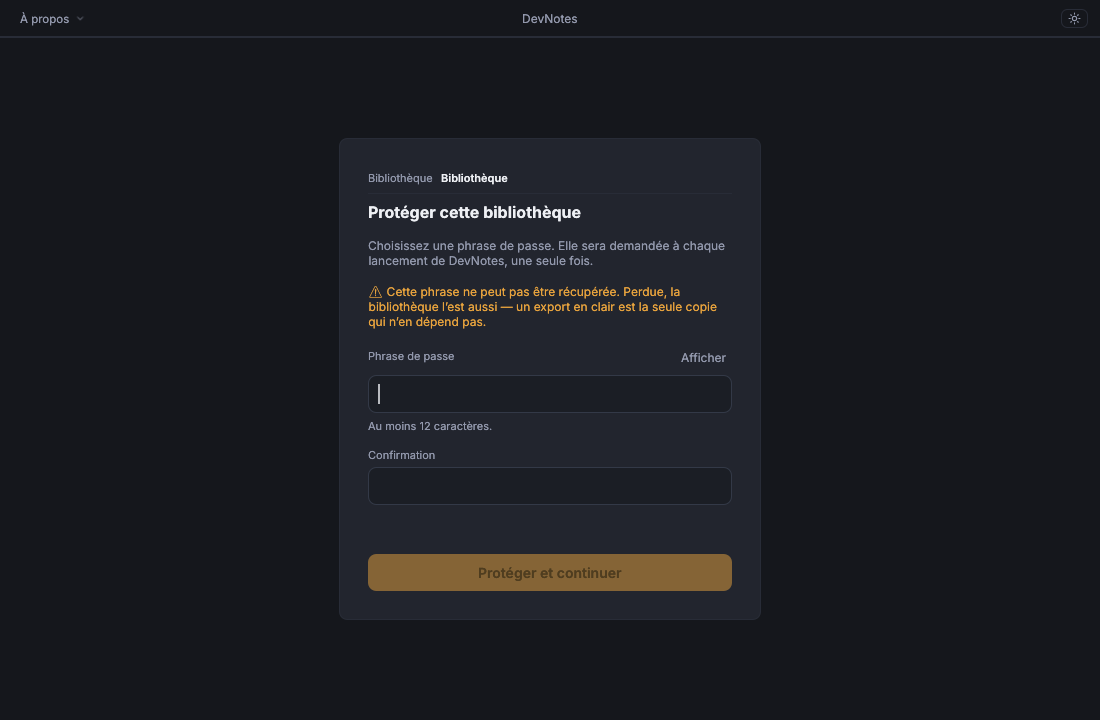 À propos
DevNotes
Bibliothèque Bibliothèque
Protéger cette bibliothèque
Choisissez une phrase de passe. Elle sera demandée à chaque
lancement de DevNotes, une seule fois.
⚠ Cette phrase ne peut pas être récupérée. Perdue, la
bibliothèque l’est aussi — un export en clair est la seule copie
qui n’en dépend pas.
Phrase de passe
Afficher
Au moins 12 caractères.
Confirmation
Protéger et continuer